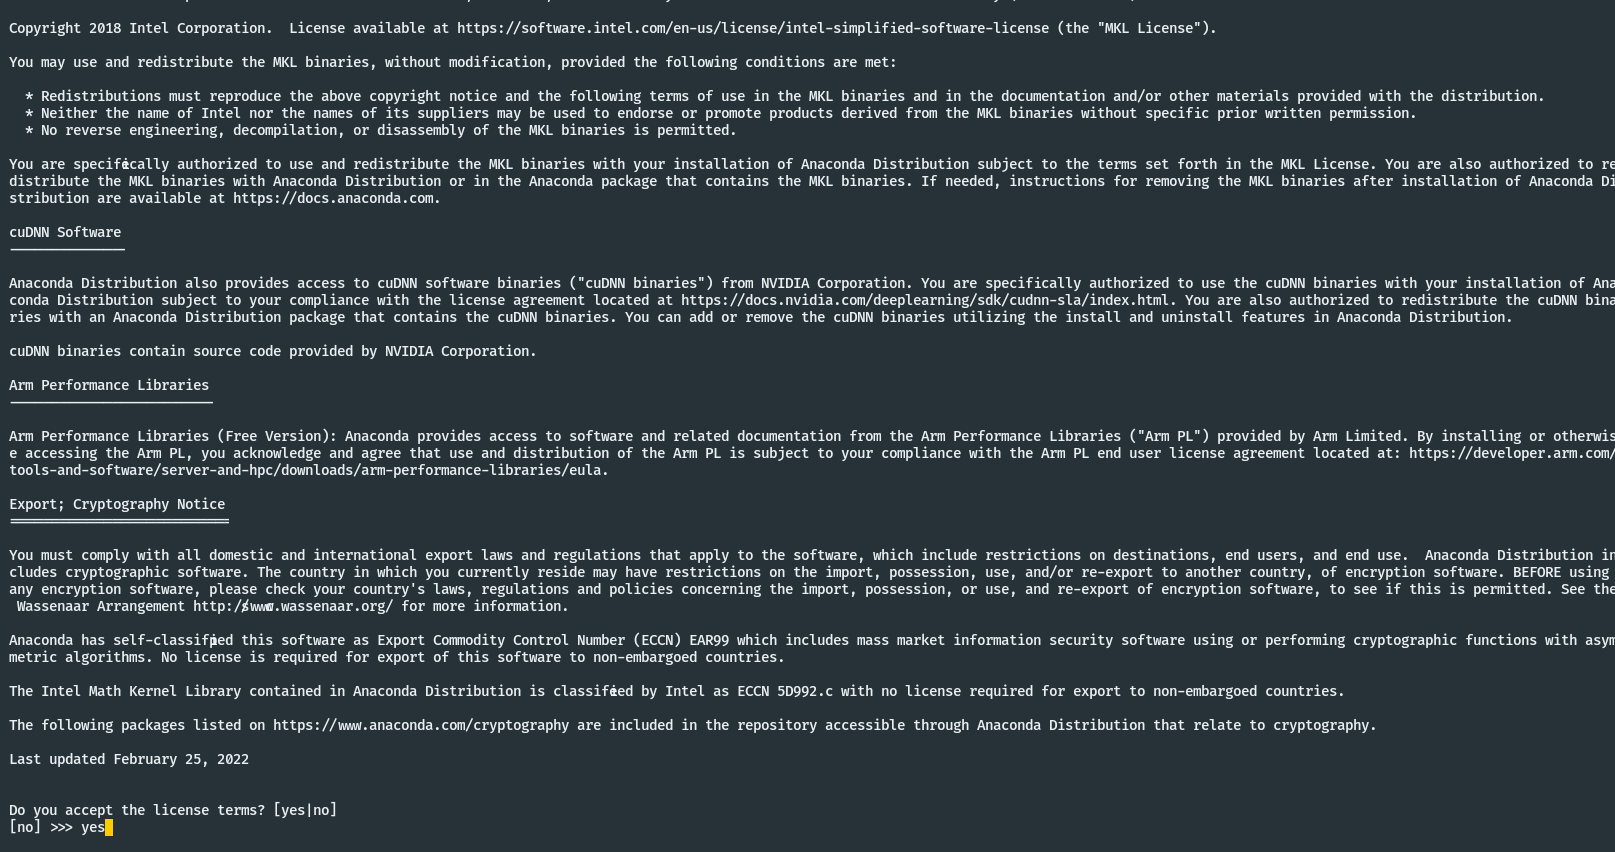 Copyright 2018 Intel Corporation.  License available at https://software.intel.com/en-us/license/intel-simplified-software-license (the "MKL License").
You may use and redistribute the MKL binaries, without modification, provided the following conditions are met:
* Redistributions must reproduce the above copyright notice and the following terms of use in the MKL binaries and in the documentation and/or other materials provided with the distribution.
* Neither the name of Intel nor the names of its suppliers may be used to endorse or promote products derived from the MKL binaries without specific prior written permission.
* No reverse engineering, decompilation, or disassembly of the MKL binaries is permitted.
You are specifically authorized to use and redistribute the MKL binaries with your installation of Anaconda Distribution subject to the terms set forth in the MKL License. You are also authorized to re
distribute the MKL binaries with Anaconda Distribution or in the Anaconda package that contains the MKL binaries. If needed, instructions for removing the MKL binaries after installation of Anaconda Di
stribution are available at https://docs.anaconda.com.
cuDNN Software
--------------
Anaconda Distribution also provides access to cuDNN software binaries ("cuDNN binaries") from NVIDIA Corporation. You are specifically authorized to use the cuDNN binaries with your installation of Ana
conda Distribution subject to your compliance with the license agreement located at https://docs.nvidia.com/deeplearning/sdk/cudnn-sla/index.html. You are also authorized to redistribute the cuDNN bina
ries with an Anaconda Distribution package that contains the cuDNN binaries. You can add or remove the cuDNN binaries utilizing the install and uninstall features in Anaconda Distribution.
cuDNN binaries contain source code provided by NVIDIA Corporation.
Arm Performance Libraries
-------------------------
Arm Performance Libraries (Free Version): Anaconda provides access to software and related documentation from the Arm Performance Libraries ("Arm PL") provided by Arm Limited. By installing or otherwis
e accessing the Arm PL, you acknowledge and agree that use and distribution of the Arm PL is subject to your compliance with the Arm PL end user license agreement located at: https://developer.arm.com/
tools-and-software/server-and-hpc/downloads/arm-performance-libraries/eula.
Export; Cryptography Notice
===========================
You must comply with all domestic and international export laws and regulations that apply to the software, which include restrictions on destinations, end users, and end use.  Anaconda Distribution in
cludes cryptographic software. The country in which you currently reside may have restrictions on the import, possession, use, and/or re-export to another country, of encryption software. BEFORE using
any encryption software, please check your country's laws, regulations and policies concerning the import, possession, or use, and re-export of encryption software, to see if this is permitted. See the
Wassenaar Arrangement http://www.wassenaar.org/ for more information.
Anaconda has self-classified this software as Export Commodity Control Number (ECCN) EAR99 which includes mass market information security software using or performing cryptographic functions with asym
metric algorithms. No license is required for export of this software to non-embargoed countries.
The Intel Math Kernel Library contained in Anaconda Distribution is classified by Intel as ECCN 5D992.c with no license required for export to non-embargoed countries.
The following packages listed on https://www.anaconda.com/cryptography are included in the repository accessible through Anaconda Distribution that relate to cryptography.
Last updated February 25, 2022
Do you accept the license terms? [yes|no]
[no] >>> yes